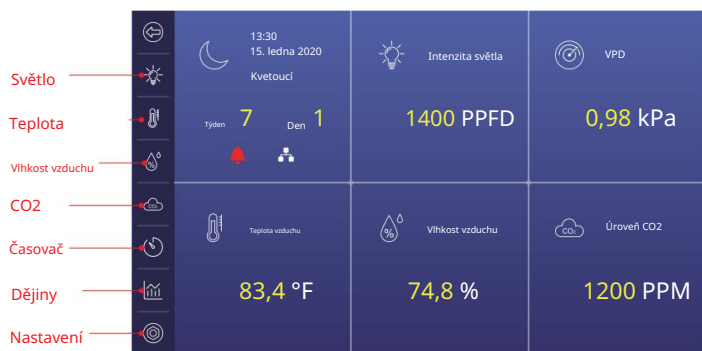 Světlo
Teplota
Vlhkost vzduchu
CO2
Časovač
Dějiny
Nastavení
%
CO₂
13:30
15. ledna 2020
Kvetoucí
Týden 7 Den 1
Intenzita světla
1400 PPFD
VPD
0,98 kPa
Teplota vzduchu
83,4 °F
%
Vlhkost vzduchu
74,8 %
CO₂
Úroveň CO2
1200 PPM